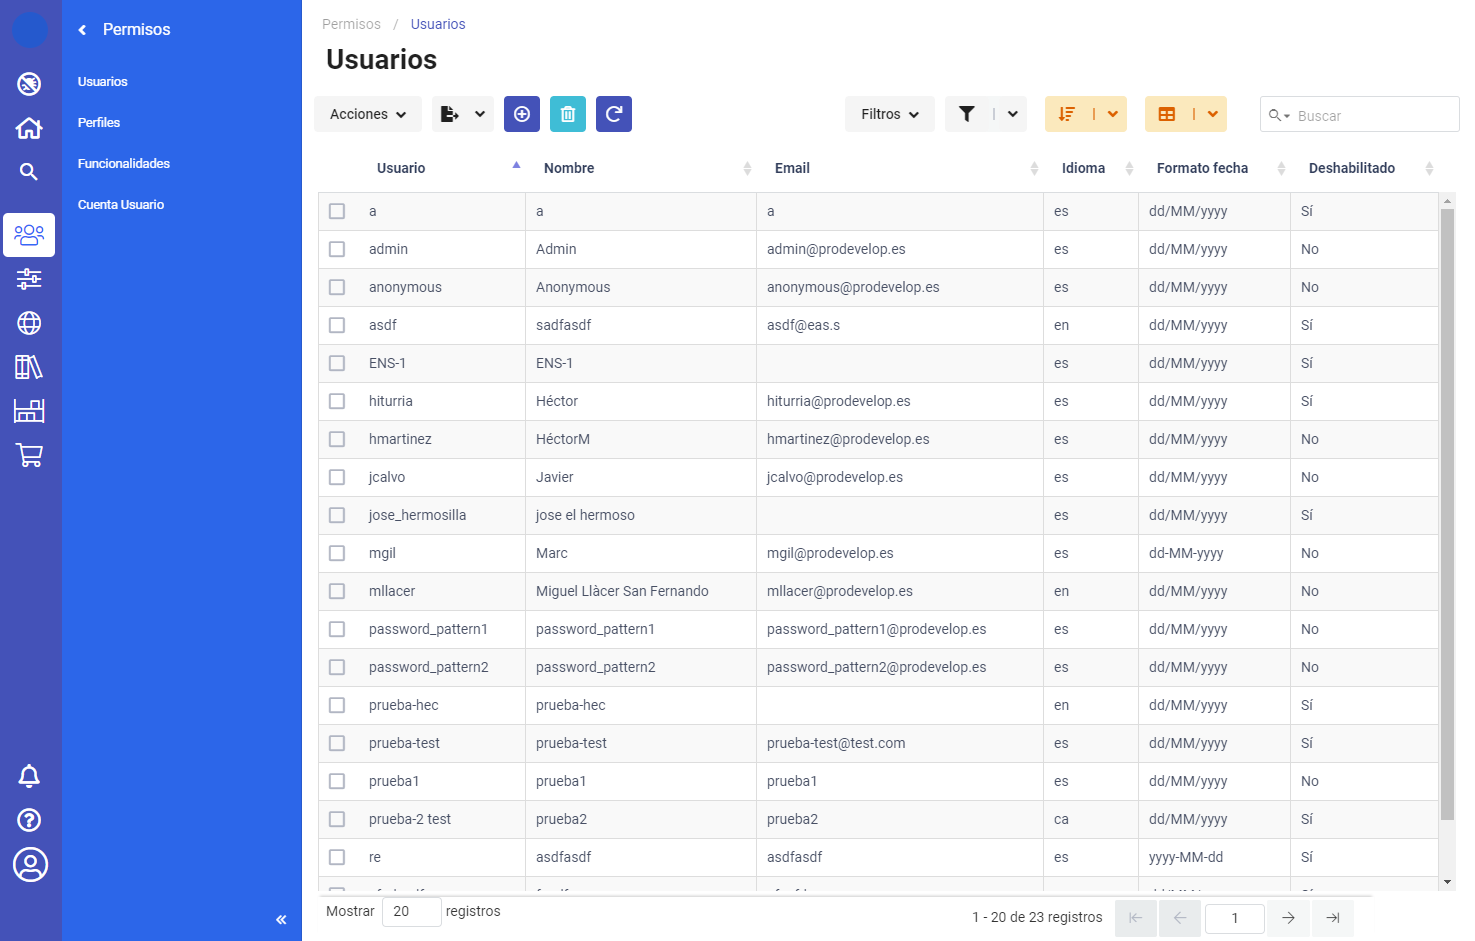 Permisos
Usuarios
Perfiles
Funcionalidades
Cuenta Usuario
Permisos / Usuarios
Usuarios
Acciones
Filtros
Buscar
Usuario Nombre Email Idioma Formato fecha Deshabilitado
a a a es dd/MM/yyyy Sí
admin Admin admin@prodevelop.es es dd/MM/yyyy No
anonymous Anonymous anonymous@prodevelop.es es dd/MM/yyyy No
asdf sadfasdf asdf@eas.s en dd/MM/yyyy Sí
ENS-1 ENS-1 es dd/MM/yyyy Sí
hiturria Héctor hiturria@prodevelop.es es dd/MM/yyyy Sí
hmartinez HéctorM hmartinez@prodevelop.es es dd/MM/yyyy No
jcalvo Javier jcalvo@prodevelop.es es dd/MM/yyyy No
jose_hermosilla jose el hermoso es dd/MM/yyyy Sí
mgil Marc mgil@prodevelop.es es dd-MM-yyyy No
mllacer Miguel Llàcer San Fernando mllacer@prodevelop.es en dd/MM/yyyy No
password_pattern1 password_pattern1 password_pattern1@prodevelop.es es dd/MM/yyyy No
password_pattern2 password_pattern2 password_pattern2@prodevelop.es es dd/MM/yyyy No
prueba-hec prueba-hec en dd/MM/yyyy Sí
prueba-test prueba-test prueba-test@test.com es dd/MM/yyyy Sí
prueba1 prueba1 prueba1 es dd/MM/yyyy No
prueba-2 test prueba2 prueba2 ca dd/MM/yyyy Sí
re asdfasdf asdfasdf es yyyy-MM-dd Sí
Mostrar 20 registros
1 - 20 de 23 registros
1